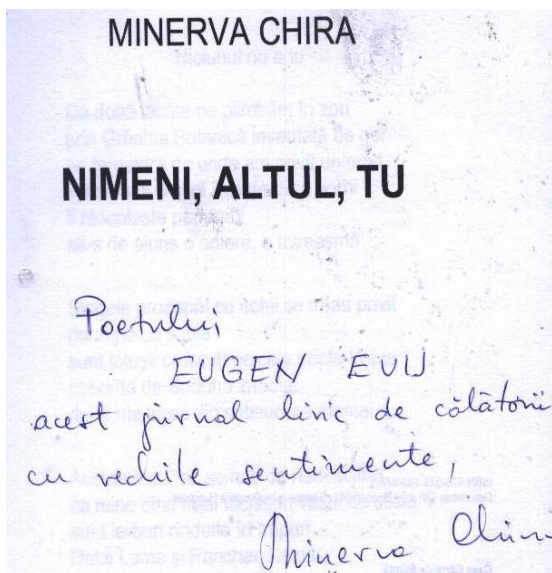 MINERVA CHIRA
NIMENI, ALTUL, TU
Poetului
EUGEN EVU
acest jurnal liric de călătorii
cu vechile sentimente,
Minerva Chira